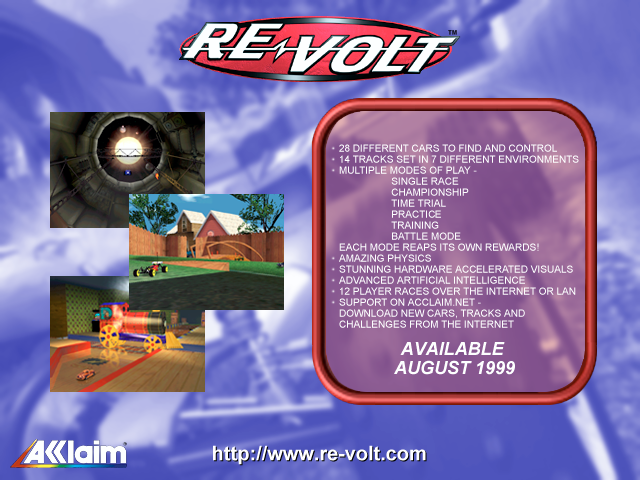 RE-VOLT™
• 28 DIFFERENT CARS TO FIND AND CONTROL
• 14 TRACKS SET IN 7 DIFFERENT ENVIRONMENTS
• MULTIPLE MODES OF PLAY -
SINGLE RACE
CHAMPIONSHIP
TIME TRIAL
PRACTICE
TRAINING
BATTLE MODE
EACH MODE REAPS ITS OWN REWARDS!
• AMAZING PHYSICS
• STUNNING HARDWARE ACCELERATED VISUALS
• ADVANCED ARTIFICIAL INTELLIGENCE
• 12 PLAYER RACES OVER THE INTERNET OR LAN
• SUPPORT ON ACCLAIM.NET -
DOWNLOAD NEW CARS, TRACKS AND
CHALLENGES FROM THE INTERNET
AVAILABLE
AUGUST 1999
AKklaim
http://www.re-volt.com